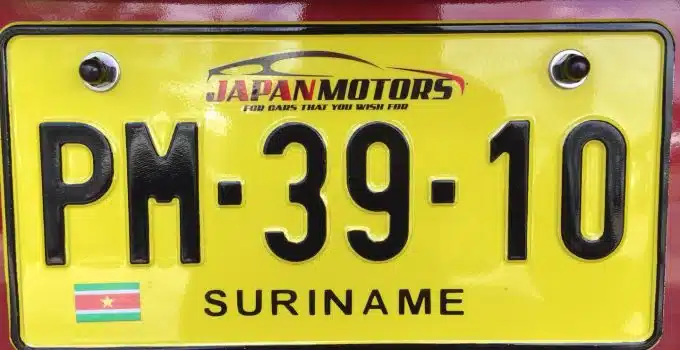 JAPANMOTORS
FOR CARS THAT YOU WISH FOR
PM·39·10
SURINAME